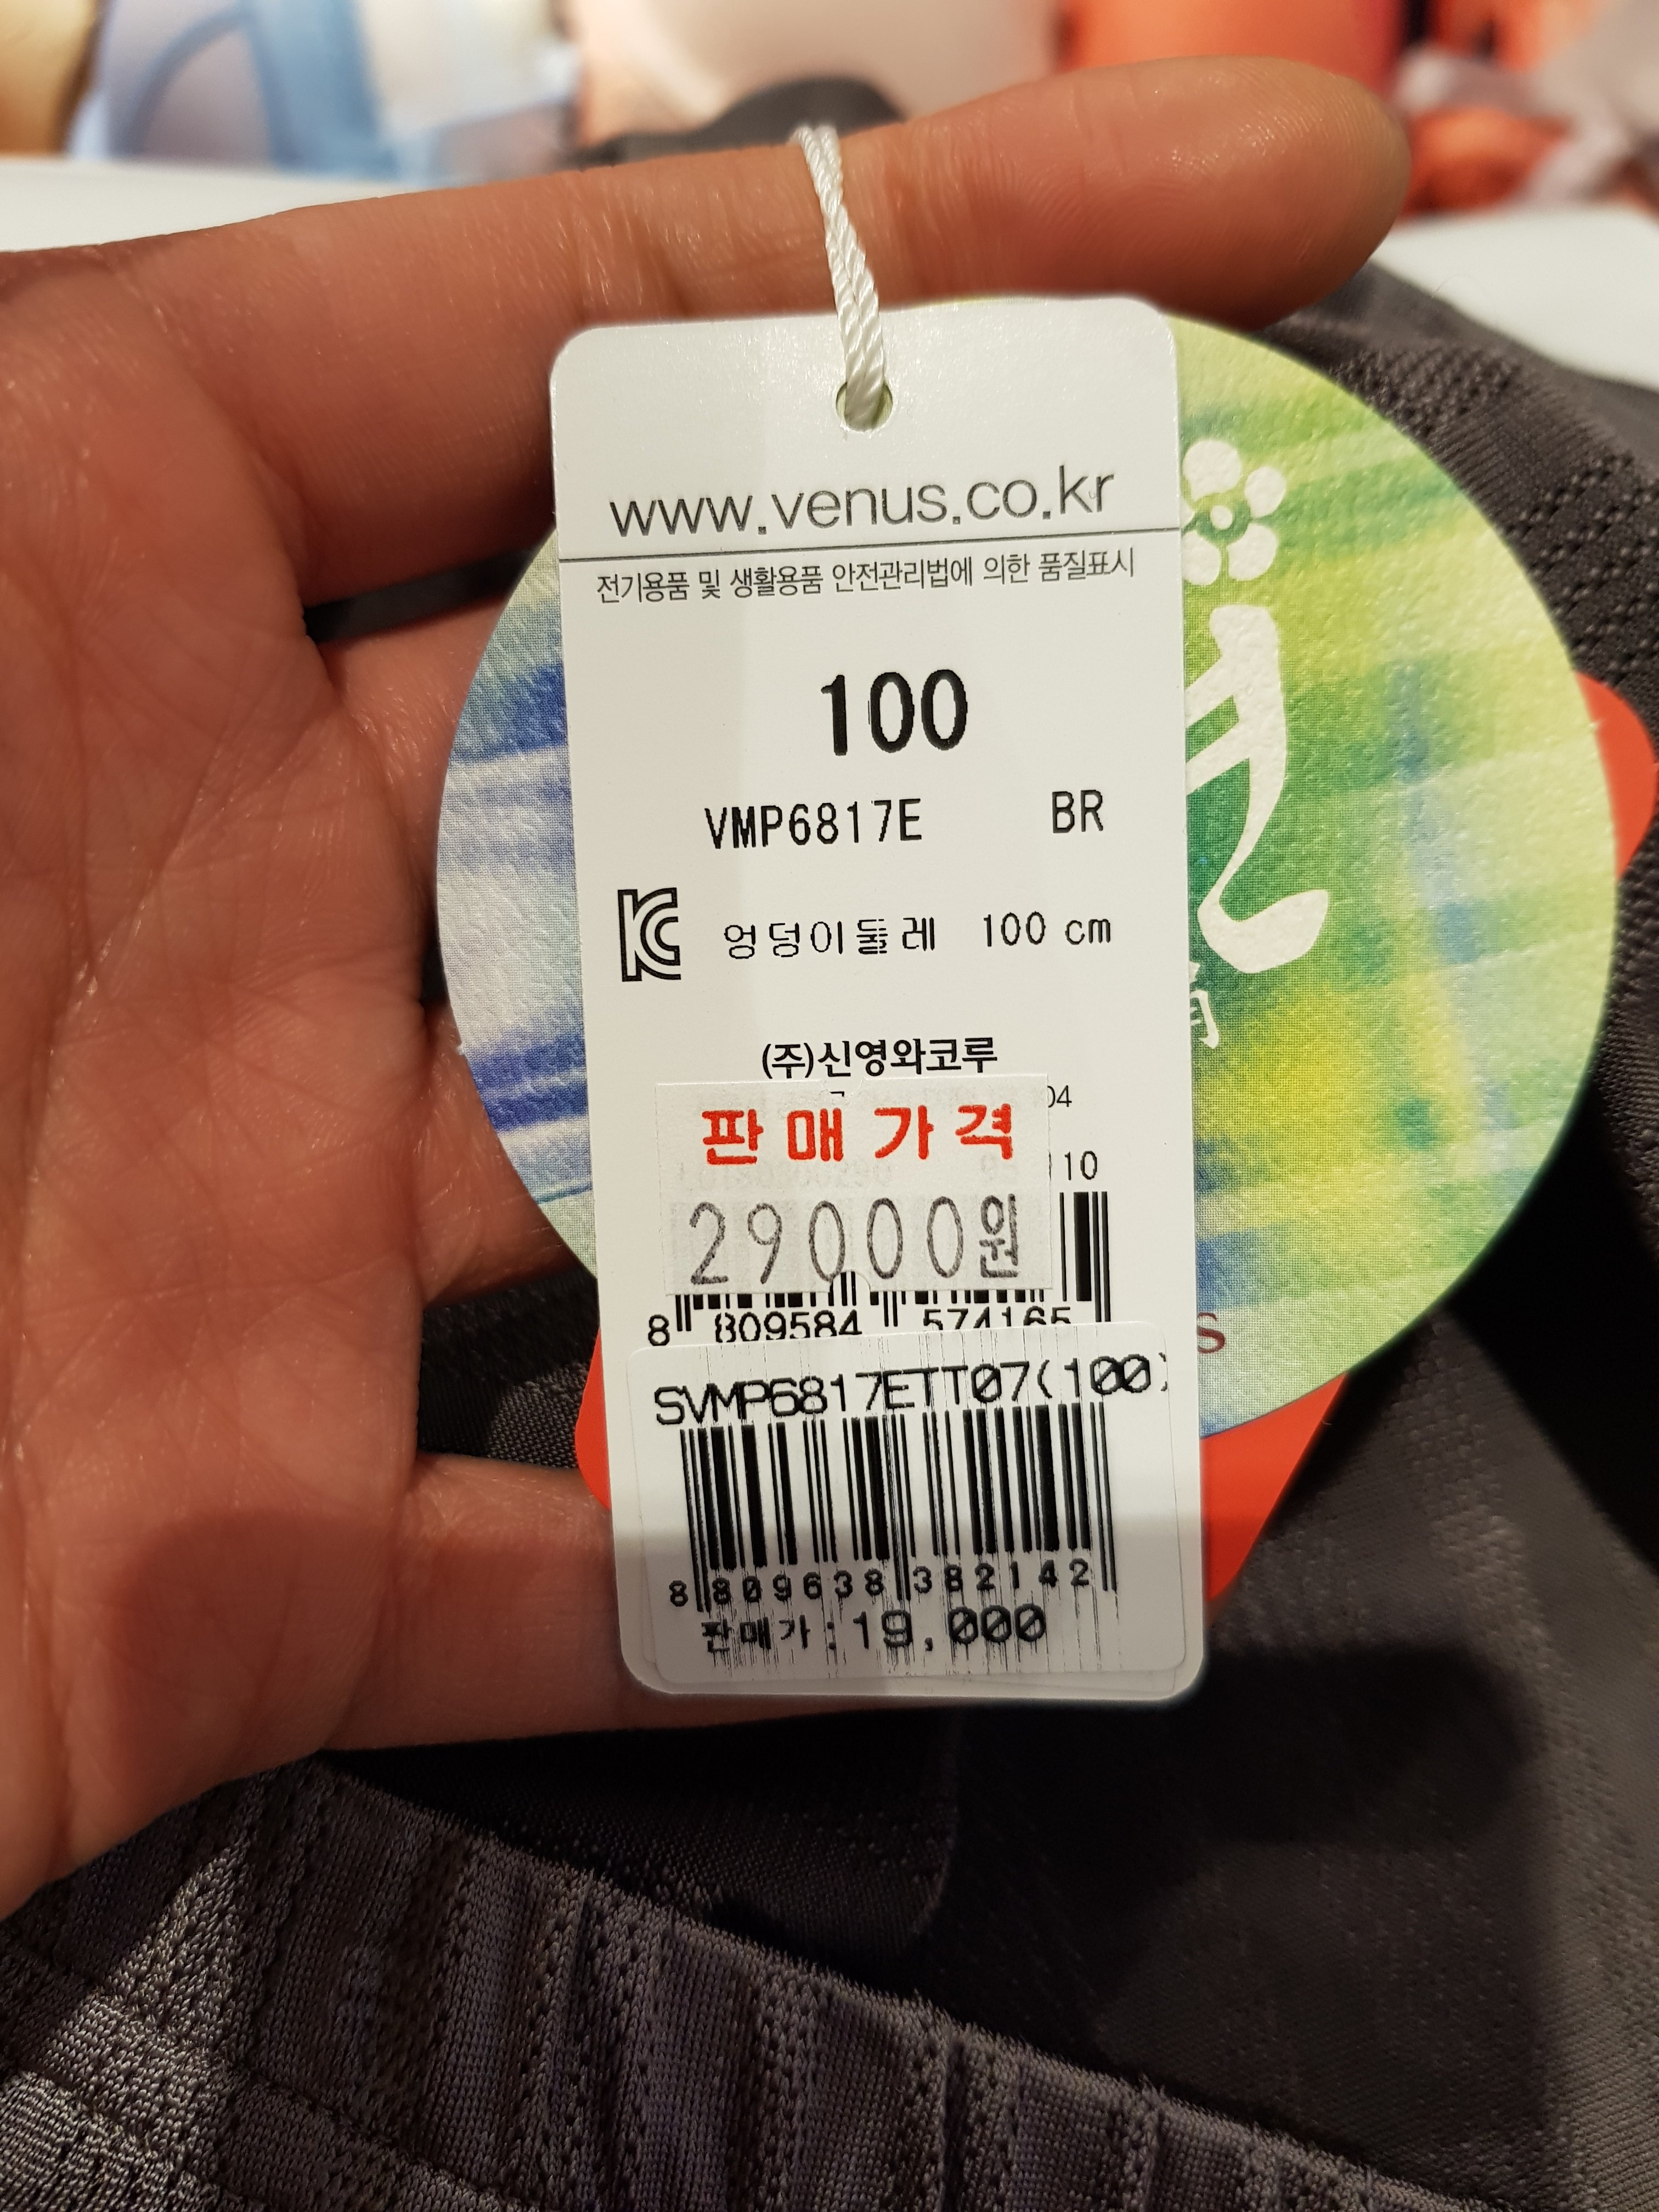 www.venus.co.kr
전기용품 및 생활용품 안전관리법에 의한 품질표시
100
VMP6817E BR
엉덩이둘레 100 cm
(주)신영와코루
04
판매가격
10
29000원
8 809584 574165
SVMP6817ETT07(100)
8 809638 382142
판매가:19,000
s